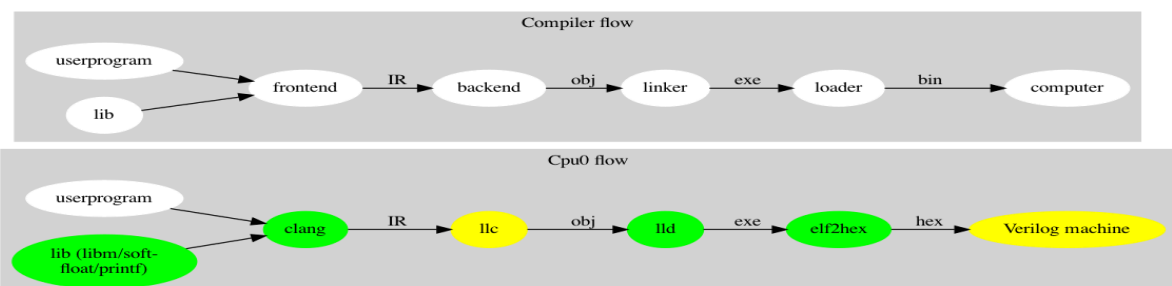 Compiler flow
userprogram
lib
frontend
IR
backend
obj
linker
exe
loader
bin
computer
Cpu0 flow
userprogram
lib (libm/soft-
float/printf)
clang
IR
llc
obj
lld
exe
elf2hex
hex
Verilog machine